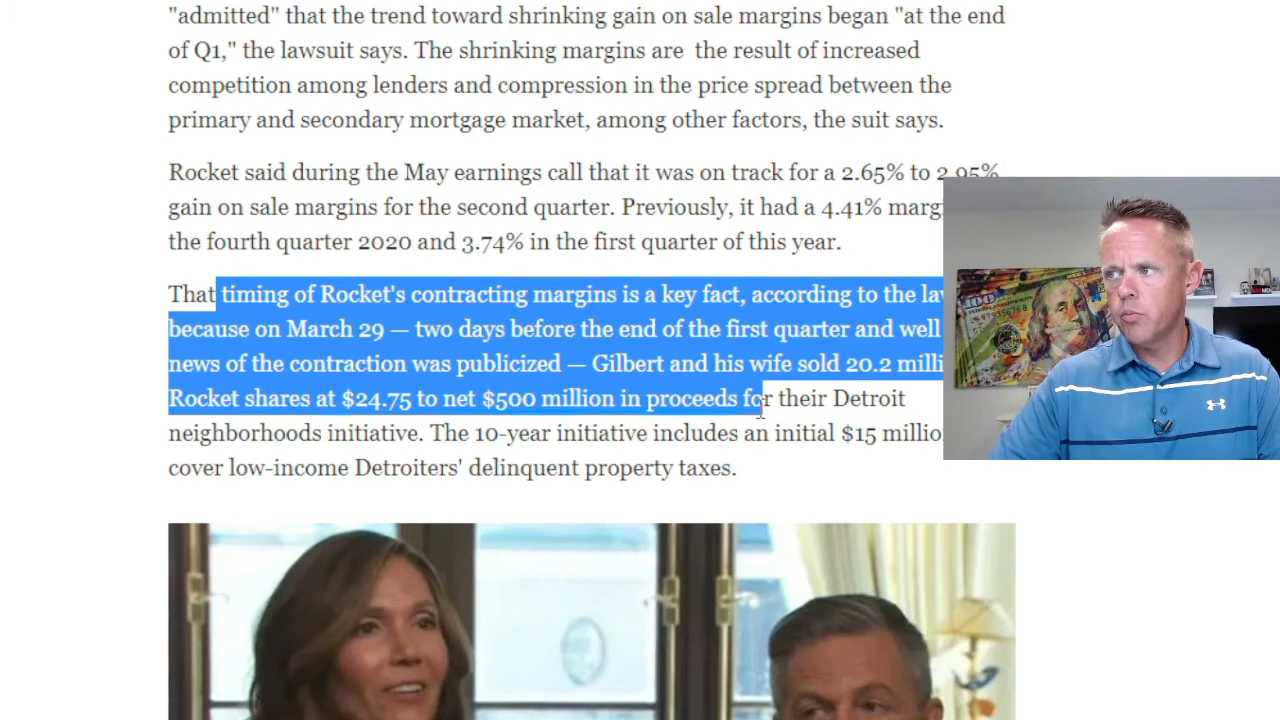 "admitted" that the trend toward shrinking gain on sale margins began "at the end
of Q1," the lawsuit says. The shrinking margins are the result of increased
competition among lenders and compression in the price spread between the
primary and secondary mortgage market, among other factors, the suit says.
Rocket said during the May earnings call that it was on track for a 2.65% to 2.95%
gain on sale margins for the second quarter. Previously, it had a 4.41%
the fourth quarter 2020 and 3.74% in the first quarter of this year.
That timing of Rocket's contracting margins is a key fact, according to the
because on March 29 — two days before the end of the first quarter and well
news of the contraction was publicized — Gilbert and his wife sold 20.2
Rocket shares at $24.75 to net $500 million in proceeds for their Detroit
neighborhoods initiative. The 10-year initiative includes an initial $15
cover low-income Detroiters' delinquent property taxes.
100